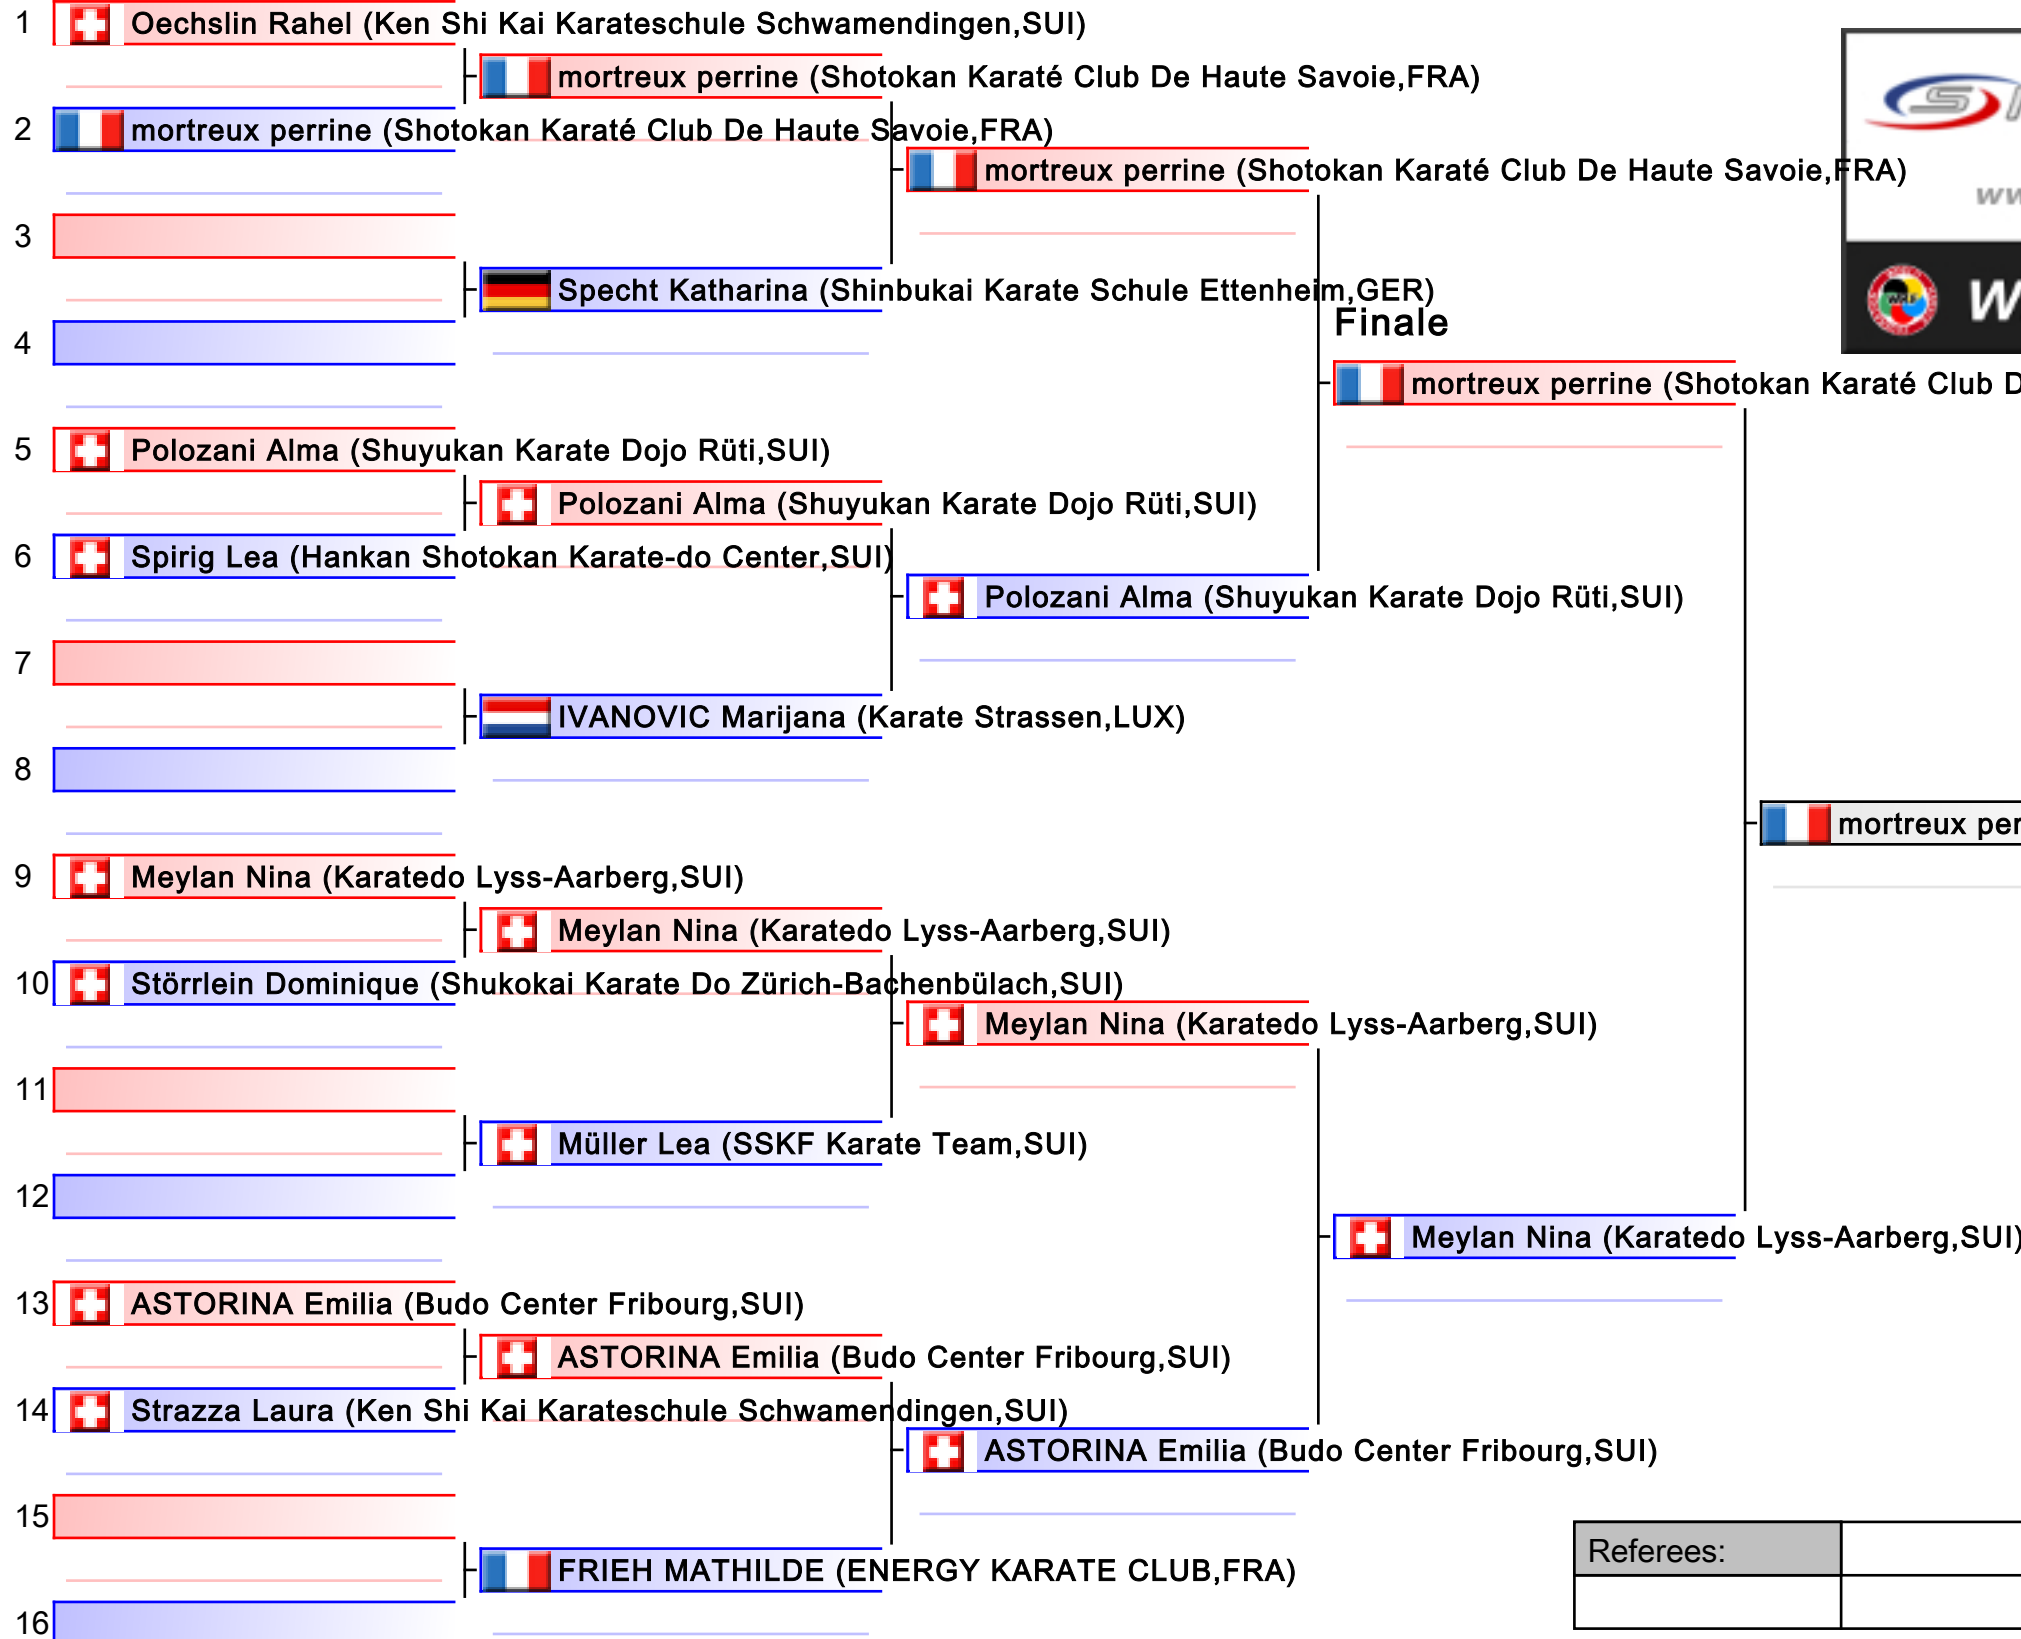 1 Oechslin Rahel (Ken Shi Kai Karateschule Schwamendingen,SUI)
mortreux perrine (Shotokan Karaté Club De Haute Savoie,FRA)
2 mortreux perrine (Shotokan Karaté Club De Haute Savoie,FRA)
mortreux perrine (Shotokan Karaté Club De Haute Savoie,FRA)
3
Specht Katharina (Shinbukai Karate Schule Ettenheim,GER)
Finale
4
mortreux perrine (Shotokan Karaté Club D
5 Polozani Alma (Shuyukan Karate Dojo Rüti,SUI)
Polozani Alma (Shuyukan Karate Dojo Rüti,SUI)
6 Spirig Lea (Hankan Shotokan Karate-do Center,SUI)
Polozani Alma (Shuyukan Karate Dojo Rüti,SUI)
7
IVANOVIC Marijana (Karate Strassen,LUX)
8
mortreux per
9 Meylan Nina (Karatedo Lyss-Aarberg,SUI)
Meylan Nina (Karatedo Lyss-Aarberg,SUI)
10 Störrlein Dominique (Shukokai Karate Do Zürich-Bachenbülach,SUI)
Meylan Nina (Karatedo Lyss-Aarberg,SUI)
11
Müller Lea (SSKF Karate Team,SUI)
12
Meylan Nina (Karatedo Lyss-Aarberg,SUI)
13 ASTORINA Emilia (Budo Center Fribourg,SUI)
ASTORINA Emilia (Budo Center Fribourg,SUI)
14 Strazza Laura (Ken Shi Kai Karateschule Schwamendingen,SUI)
ASTORINA Emilia (Budo Center Fribourg,SUI)
15
Referees:
FRIEH MATHILDE (ENERGY KARATE CLUB,FRA)
16